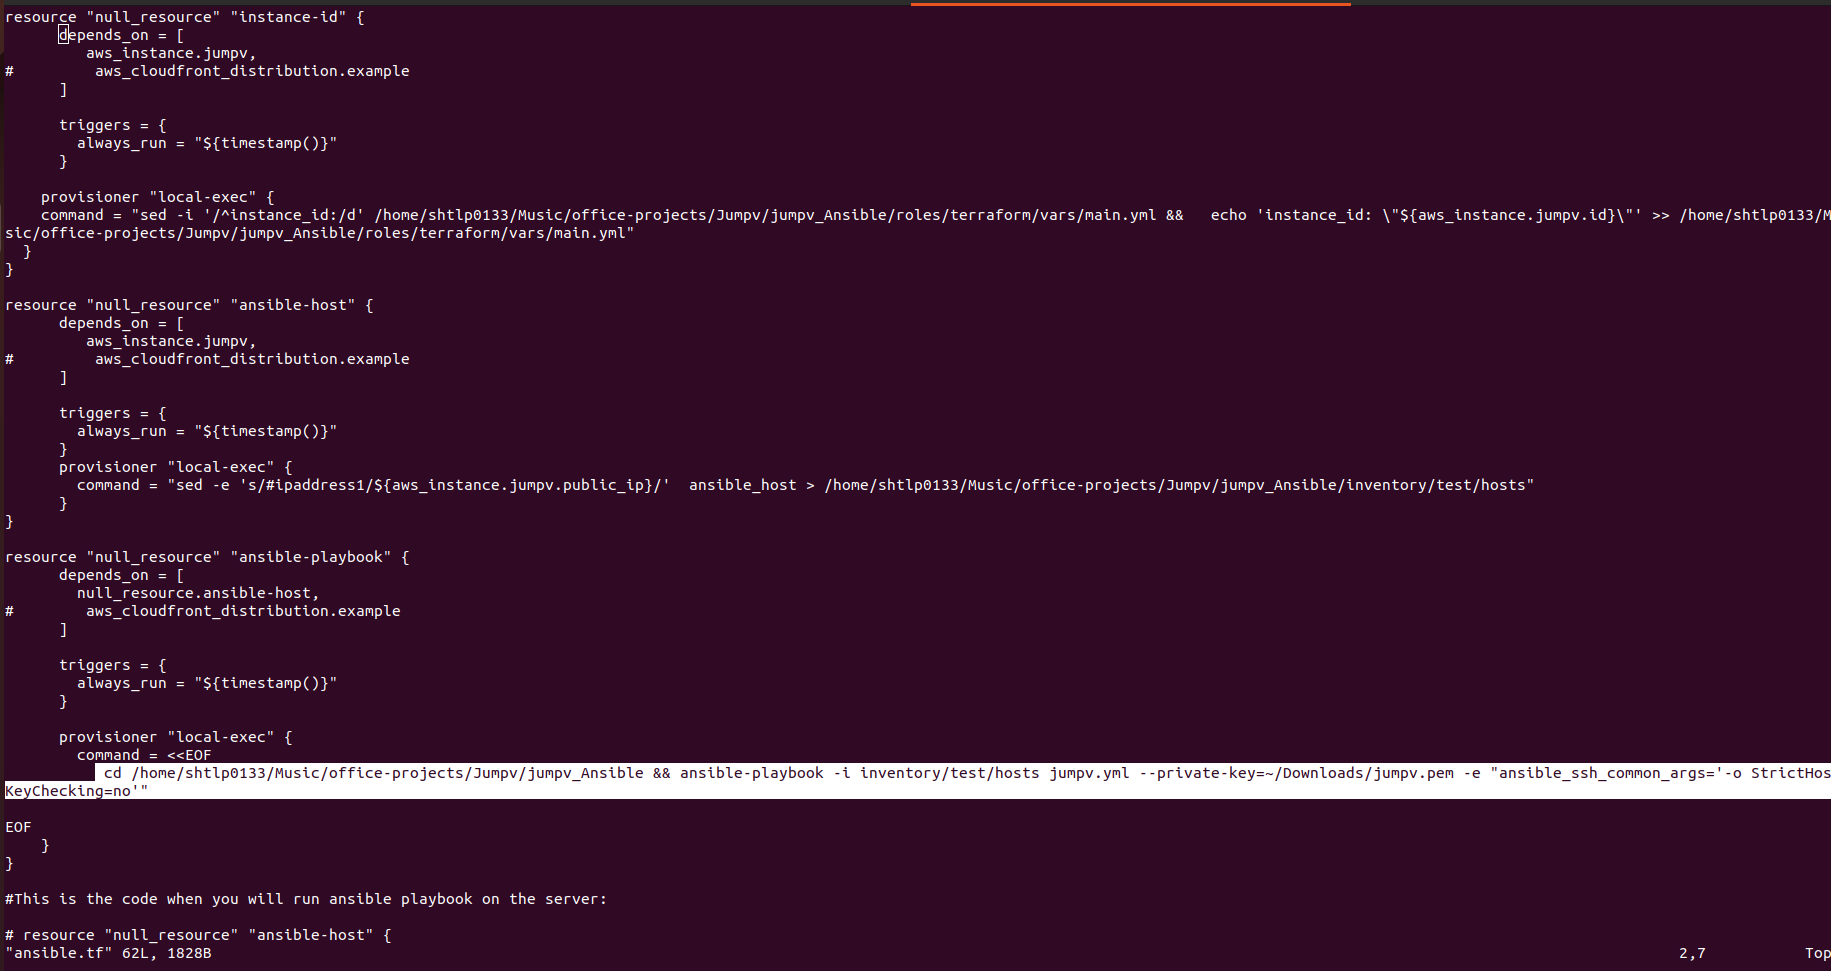 resource "null_resource" "instance-id" {
      depends_on = [
         aws_instance.jumpv,
#         aws_cloudfront_distribution.example
      ]

      triggers = {
        always_run = "${timestamp()}"
      }

    provisioner "local-exec" {
    command = "sed -i '/^instance_id:/d' /home/shtlp0133/Music/office-projects/Jumpv/jumpv_Ansible/roles/terraform/vars/main.yml &&   echo 'instance_id: \"${aws_instance.jumpv.id}\"' >> /home/shtlp0133/M
sic/office-projects/Jumpv/jumpv_Ansible/roles/terraform/vars/main.yml"
  }
}

resource "null_resource" "ansible-host" {
      depends_on = [
         aws_instance.jumpv,
#         aws_cloudfront_distribution.example
      ]

      triggers = {
        always_run = "${timestamp()}"
      }
      provisioner "local-exec" {
        command = "sed -e 's/#ipaddress1/${aws_instance.jumpv.public_ip}/'  ansible_host > /home/shtlp0133/Music/office-projects/Jumpv/jumpv_Ansible/inventory/test/hosts"
      }
}

resource "null_resource" "ansible-playbook" {
      depends_on = [
        null_resource.ansible-host,
#        aws_cloudfront_distribution.example
      ]

      triggers = {
        always_run = "${timestamp()}"
      }

      provisioner "local-exec" {
        command = <<EOF
           cd /home/shtlp0133/Music/office-projects/Jumpv/jumpv_Ansible && ansible-playbook -i inventory/test/hosts jumpv.yml --private-key=~/Downloads/jumpv.pem -e "ansible_ssh_common_args='-o StrictHos
KeyChecking=no'"

EOF
    }
}

#This is the code when you will run ansible playbook on the server:

# resource "null_resource" "ansible-host" {
"ansible.tf" 62L, 1828B 2,7 Top